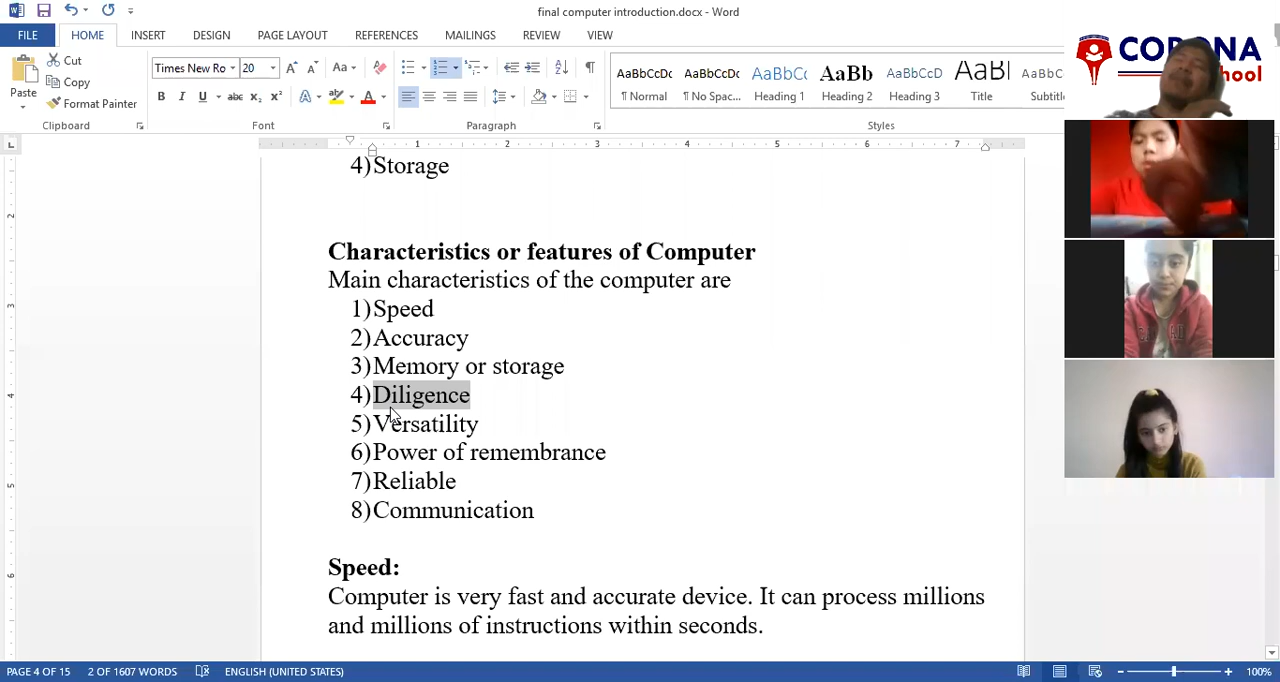 final computer introduction.docx - Word
FILE HOME INSERT DESIGN PAGE LAYOUT REFERENCES MAILINGS REVIEW VIEW
Paste
Cut
Copy
Format Painter
Times New Ro 20
AaBbCcDc AaBbCcDc AaBbCc AaBb AaBbCcD AaBb AaBbCc
¶ Normal ¶ No Spac... Heading 1 Heading 2 Heading 3 Title Subtitle
Clipboard Font Paragraph Styles
CORONA
School
4) Storage
Characteristics or features of Computer
Main characteristics of the computer are
1) Speed
2) Accuracy
3) Memory or storage
4) Diligence
5) Versatility
6) Power of remembrance
7) Reliable
8) Communication
Speed:
Computer is very fast and accurate device. It can process millions
and millions of instructions within seconds.
PAGE 4 OF 15 2 OF 1607 WORDS ENGLISH (UNITED STATES) 100%